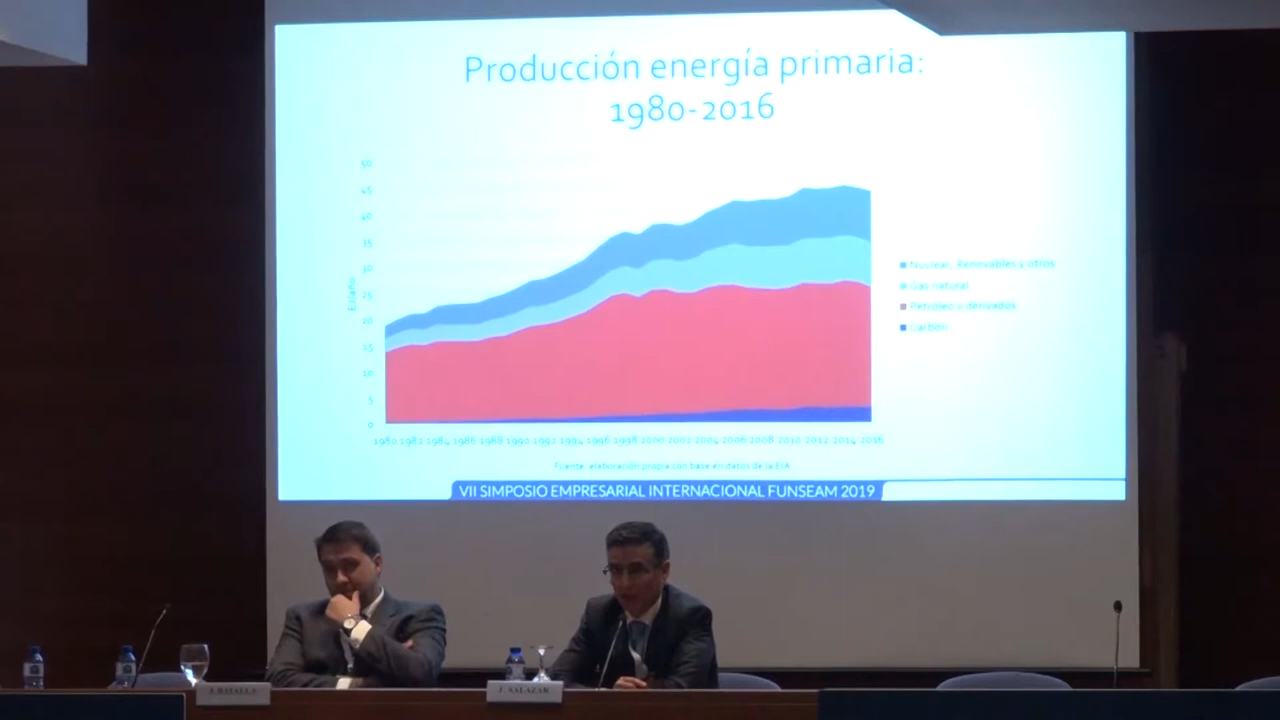 Producción energía primaria:
1980-2016
50
45
40
35
30
25
20
15
10
5
0
EJ/año
1980 1982 1984 1986 1988 1990 1992 1994 1996 1998 2000 2002 2004 2006 2008 2010 2012 2014 2016
Nuclear, Renovables y otros
Gas natural
Petróleo y derivados
Carbón
Fuente: elaboración propia con base en datos de la EIA
VII SIMPOSIO EMPRESARIAL INTERNACIONAL FUNSEAM 2019
J. BATALLA
F. SALAZAR